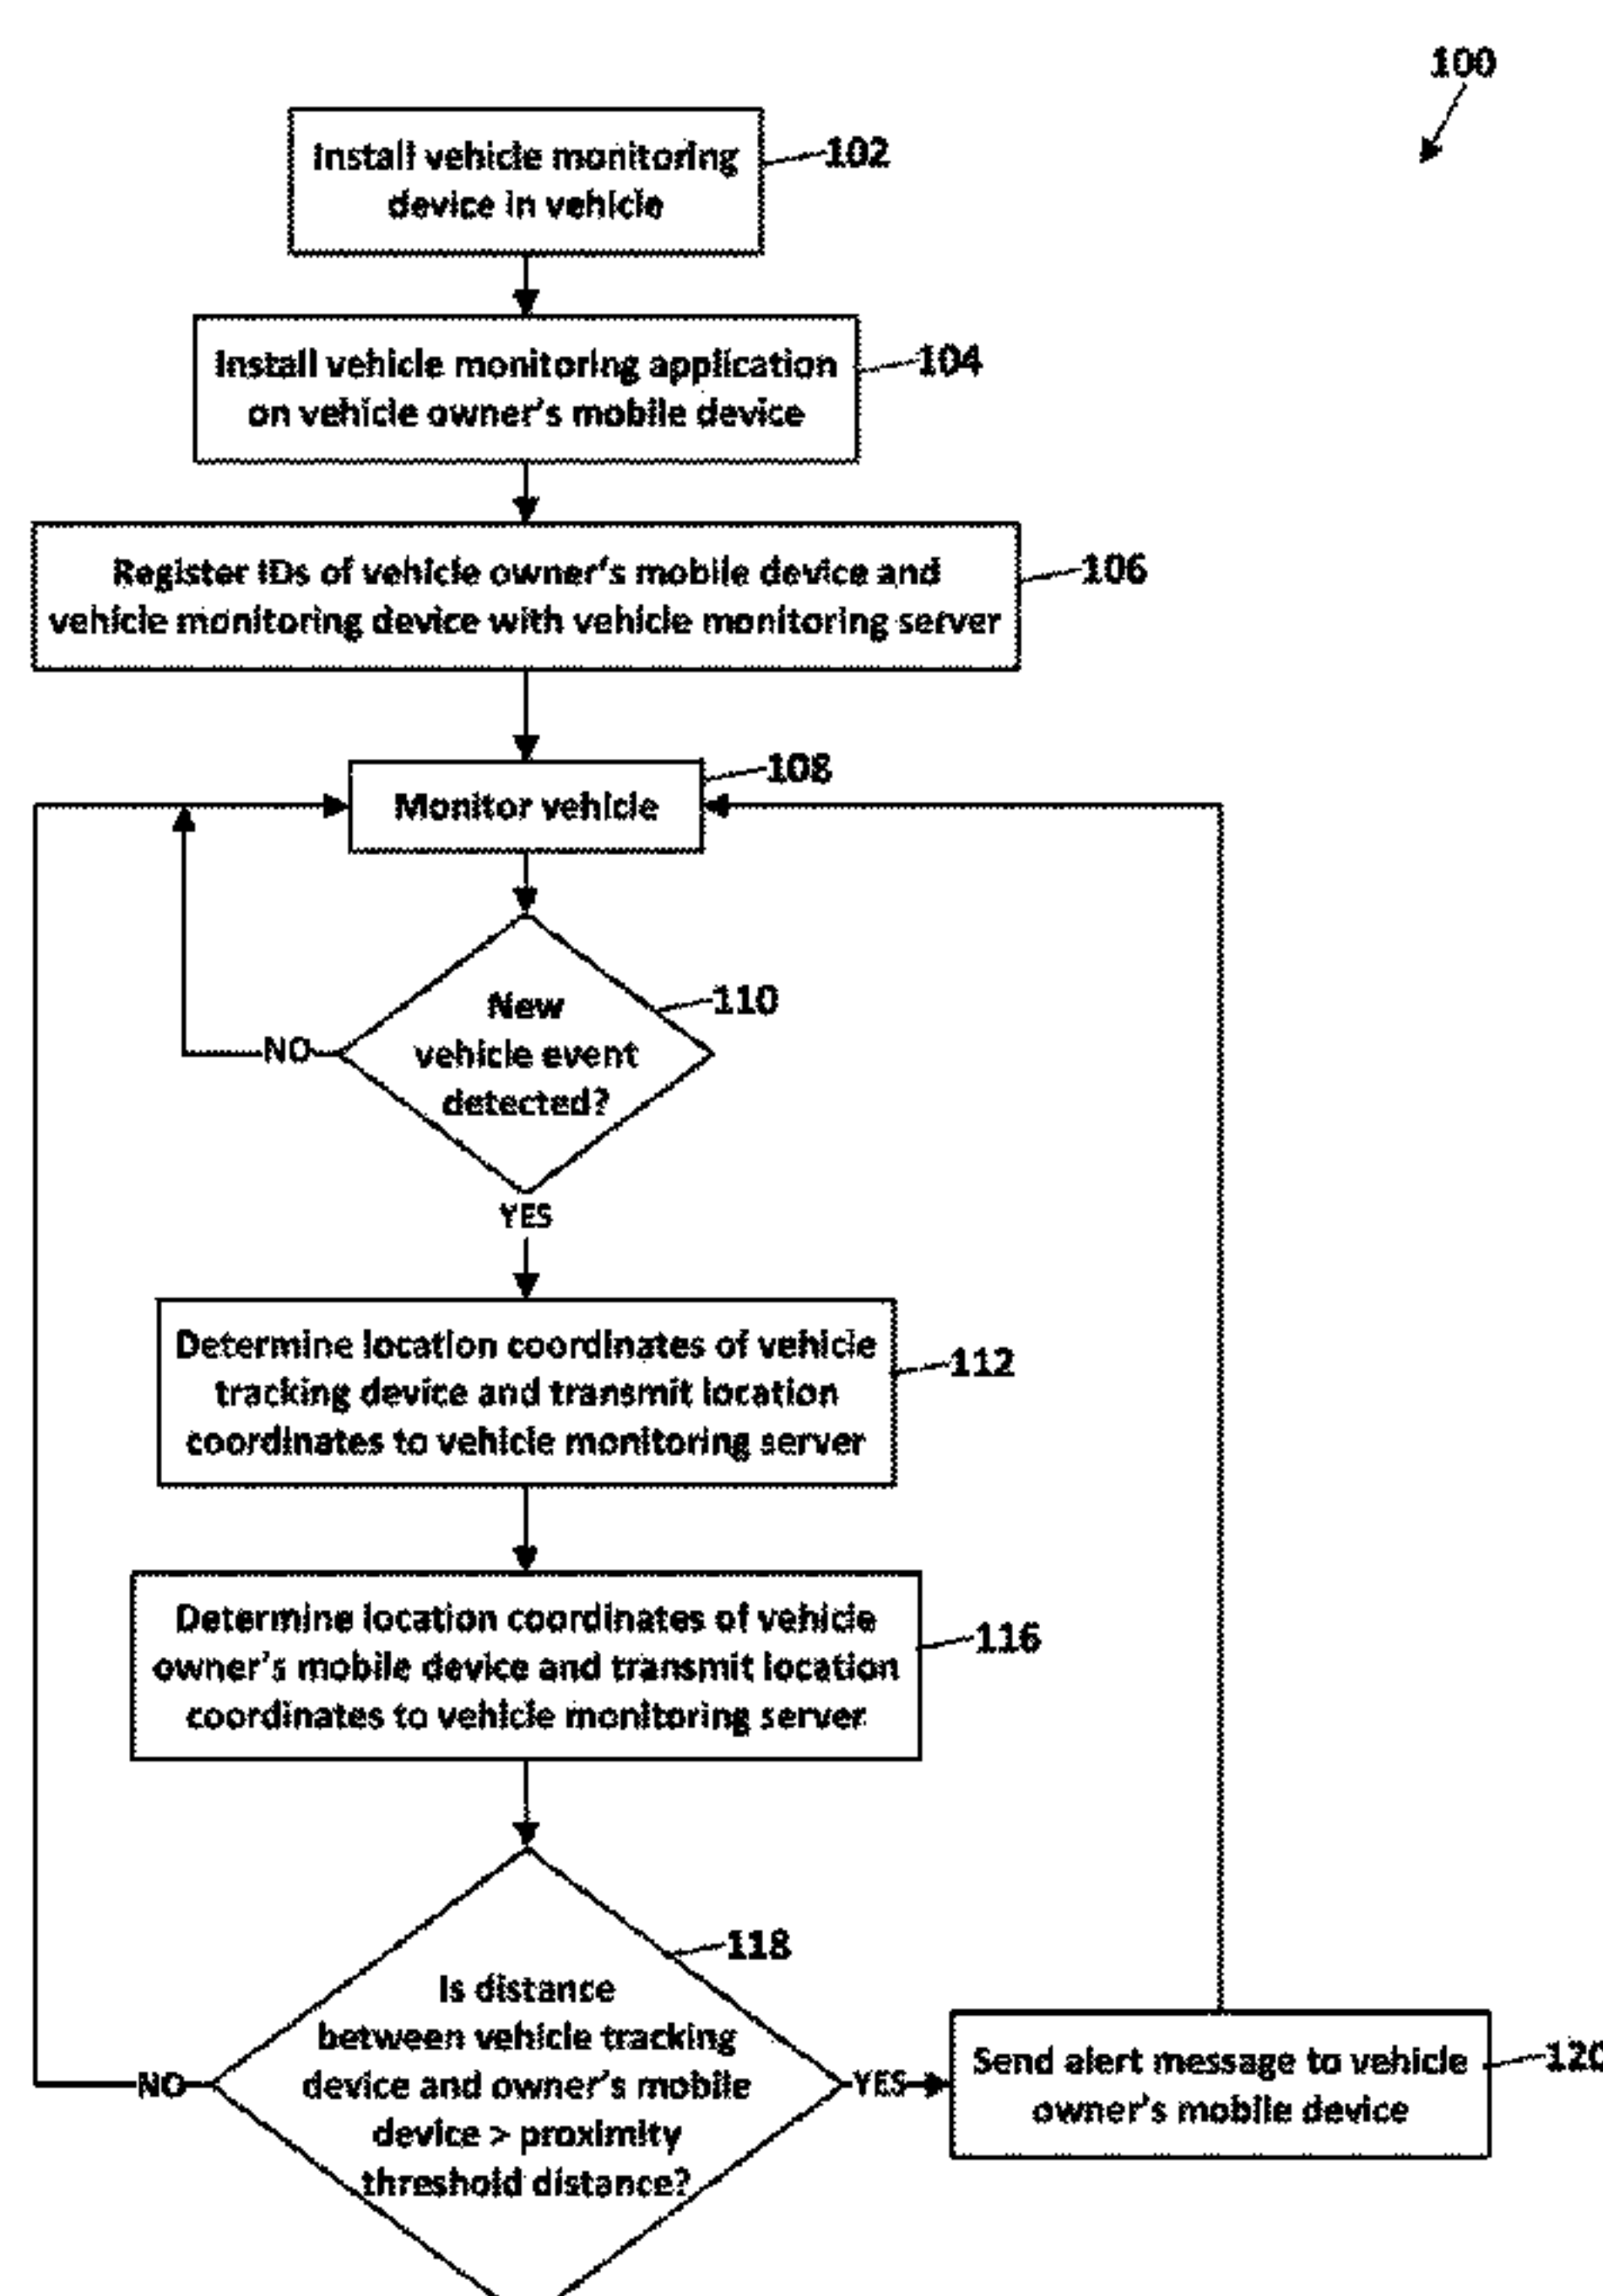 100
Install vehicle monitoring
device in vehicle
102
Install vehicle monitoring application
on vehicle owner's mobile device
104
Register IDs of vehicle owner's mobile device and
vehicle monitoring device with vehicle monitoring server
106
Monitor vehicle
108
New
vehicle event
detected?
110
NO
YES
Determine location coordinates of vehicle
tracking device and transmit location
coordinates to vehicle monitoring server
112
Determine location coordinates of vehicle
owner's mobile device and transmit location
coordinates to vehicle monitoring server
116
Is distance
between vehicle tracking
device and owner's mobile
device > proximity
threshold distance?
118
NO
YES
Send alert message to vehicle
owner's mobile device
120